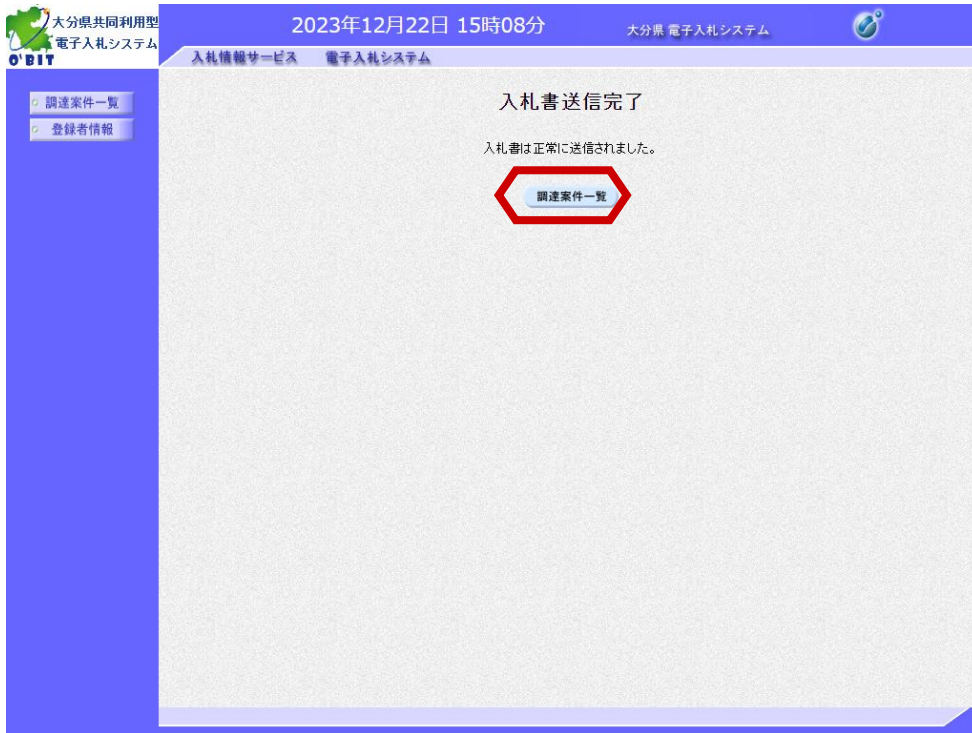 大分県共同利用型
電子入札システム
O'BIT
2023年12月22日 15時08分
大分県 電子入札システム
入札情報サービス
電子入札システム
調達案件一覧
登録者情報
入札書送信完了
入札書は正常に送信されました。
調達案件一覧